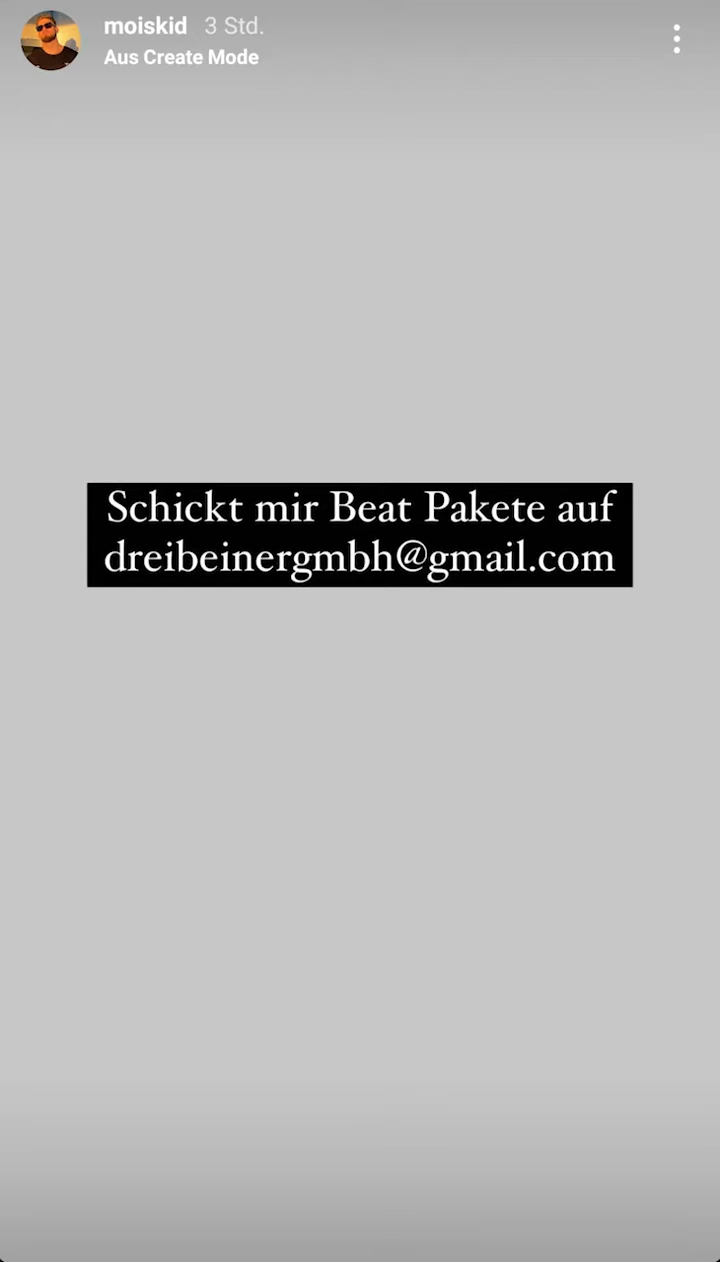 moiskid 3 Std.
Aus Create Mode
Schickt mir Beat Pakete auf
dreibeinergmbh@gmail.com